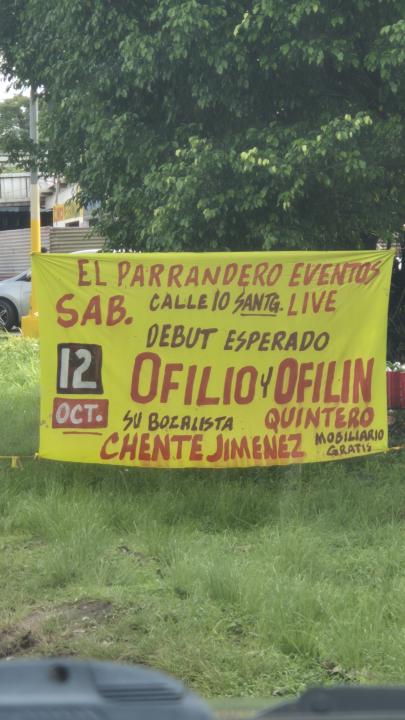 EL PARRANDERO EVENTOS
SAB. CALLE 10 SANTG. LIVE
DEBUT ESPERADO
12 OFILIO Y OFILIN
OCT. SU BOZALISTA QUINTERO
CHENTE JIMENEZ MOBILIARIO
GRATIS